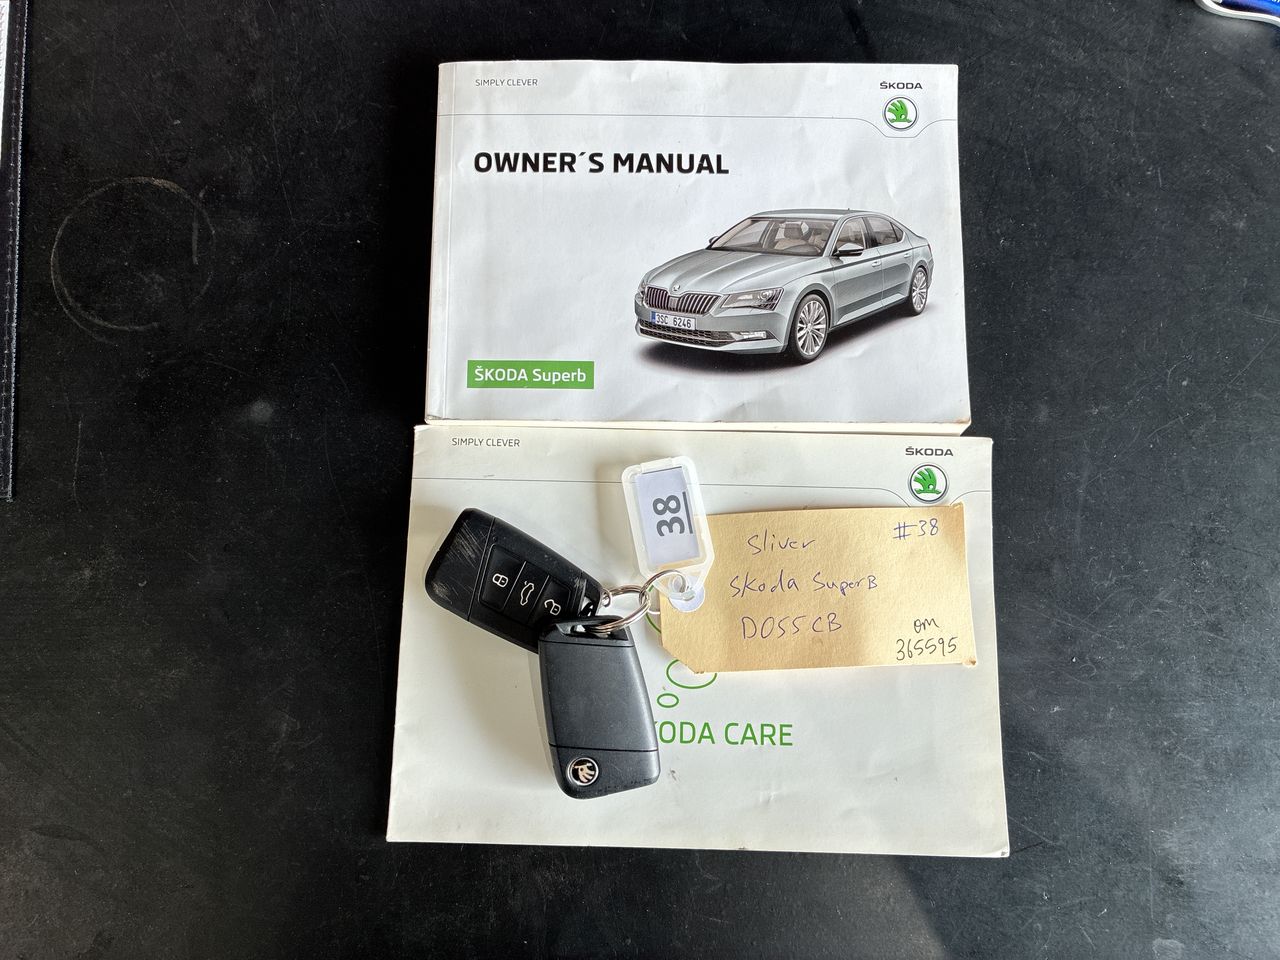 SIMPLY CLEVER
ŠKODA
OWNER´S MANUAL
3SC 6246
ŠKODA Superb
SIMPLY CLEVER
ŠKODA
38
#38
Sliver
Skoda SuperB
DO55CB
om
365595
KODA CARE